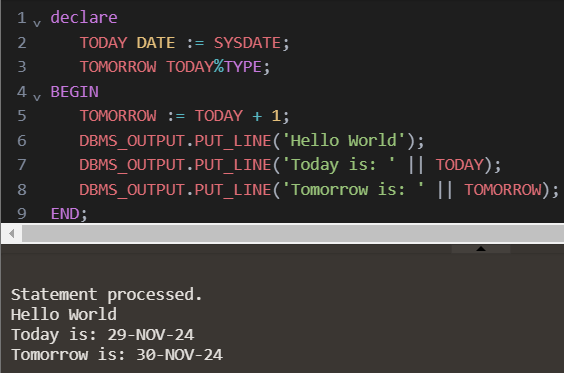 1 declare
2 TODAY DATE := SYSDATE;
3 TOMORROW TODAY%TYPE;
4 BEGIN
5 TOMORROW := TODAY + 1;
6 DBMS_OUTPUT.PUT_LINE('Hello World');
7 DBMS_OUTPUT.PUT_LINE('Today is: ' || TODAY);
8 DBMS_OUTPUT.PUT_LINE('Tomorrow is: ' || TOMORROW);
9 END;
Statement processed.
Hello World
Today is: 29-NOV-24
Tomorrow is: 30-NOV-24